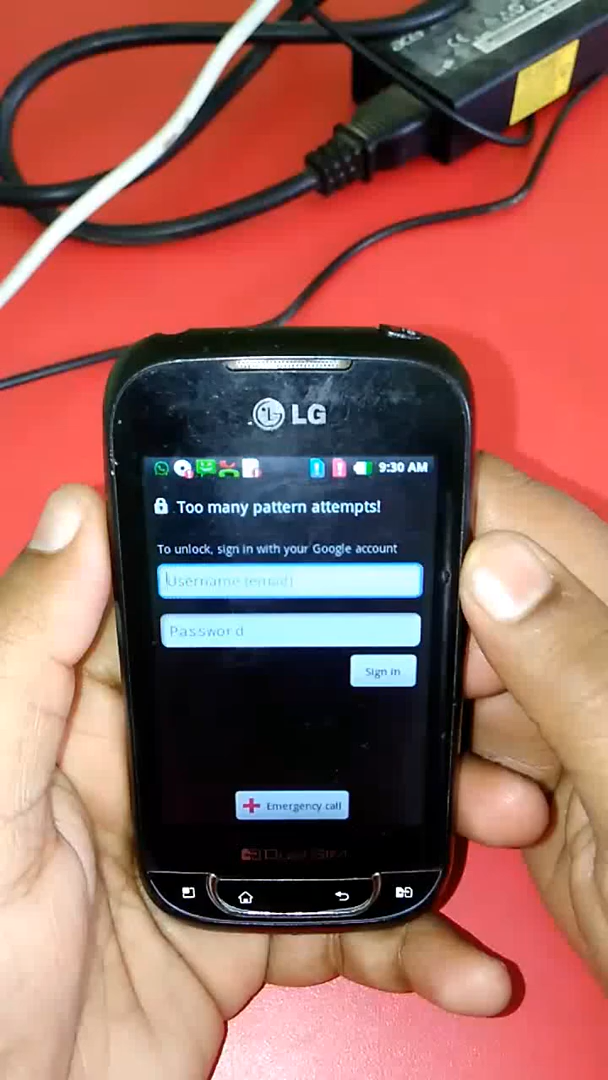 acer
LG
9:30 AM
Too many pattern attempts!
To unlock, sign in with your Google account
Username (email)
Password
Sign in
Emergency call
Dual Sim